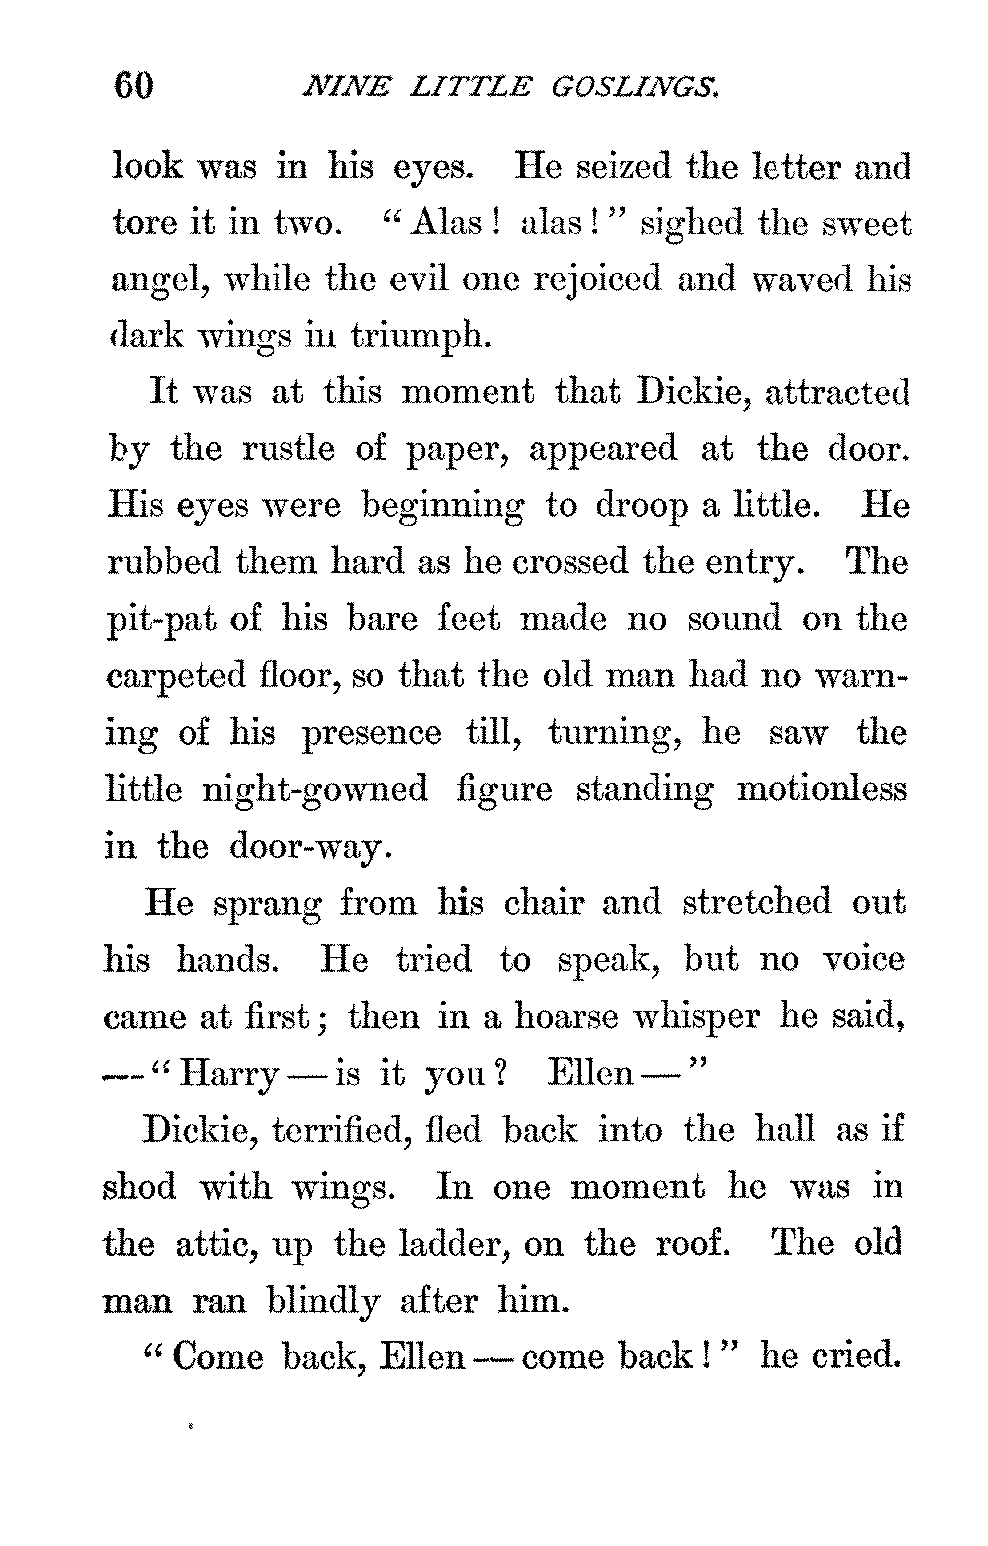 60 NINE LITTLE GOSLINGS.
look was in his eyes. He seized the letter and
tore it in two. “Alas! alas!” sighed the sweet
angel, while the evil one rejoiced and waved his
dark wings in triumph.
It was at this moment that Dickie, attracted
by the rustle of paper, appeared at the door.
His eyes were beginning to droop a little. He
rubbed them hard as he crossed the entry. The
pit-pat of his bare feet made no sound on the
carpeted floor, so that the old man had no warn-
ing of his presence till, turning, he saw the
little night-gowned figure standing motionless
in the door-way.
He sprang from his chair and stretched out
his hands. He tried to speak, but no voice
came at first; then in a hoarse whisper he said,
—“Harry—is it you? Ellen—”
Dickie, terrified, fled back into the hall as if
shod with wings. In one moment he was in
the attic, up the ladder, on the roof. The old
man ran blindly after him.
“Come back, Ellen—come back!” he cried.